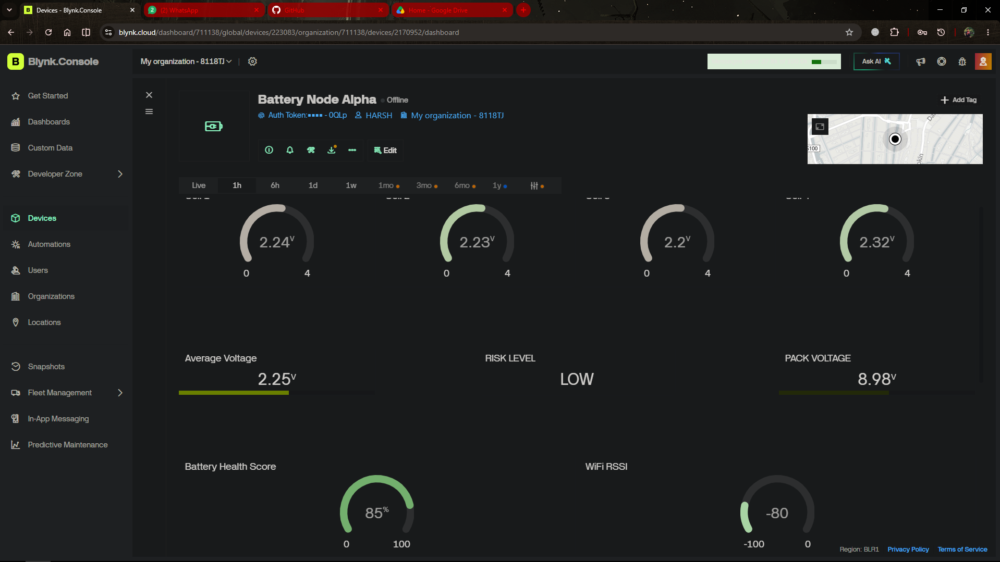 Devices - Blynk.Console
2 (2) WhatsApp
GitHub
Home - Google Drive
blynk.cloud/dashboard/711138/global/devices/223083/organization/711138/devices/2170952/dashboard
B Blynk.Console
My organization - 8118TJ
Ask AI
Get Started
Dashboards
Custom Data
Developer Zone
Devices
Automations
Users
Organizations
Locations
Snapshots
Fleet Management
In-App Messaging
Predictive Maintenance
Battery Node Alpha Offline
Add Tag
Auth Token:▪▪▪▪ - 0QLp HARSH My organization - 8118TJ
Edit
Live 1h 6h 1d 1w 1mo 3mo 6mo 1y
2.24V 2.23V 2.2V 2.32V
0 4 0 4 0 4 0 4
Average Voltage RISK LEVEL PACK VOLTAGE
2.25V LOW 8.98V
Battery Health Score WiFi RSSI
85% -80
0 100 -100 0
Region: BLR1 Privacy Policy Terms of Service